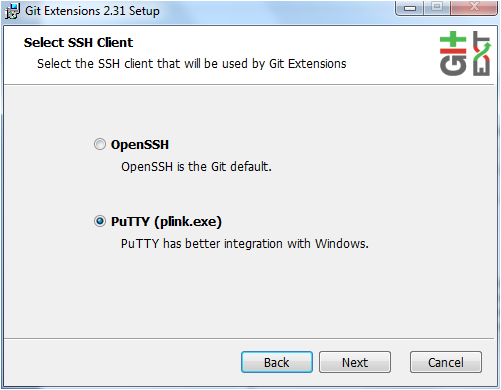 Git Extensions 2.31 Setup
Select SSH Client
Select the SSH client that will be used by Git Extensions
GIt
EXT
OpenSSH
OpenSSH is the Git default.
PuTTY (plink.exe)
PuTTY has better integration with Windows.
Back Next Cancel